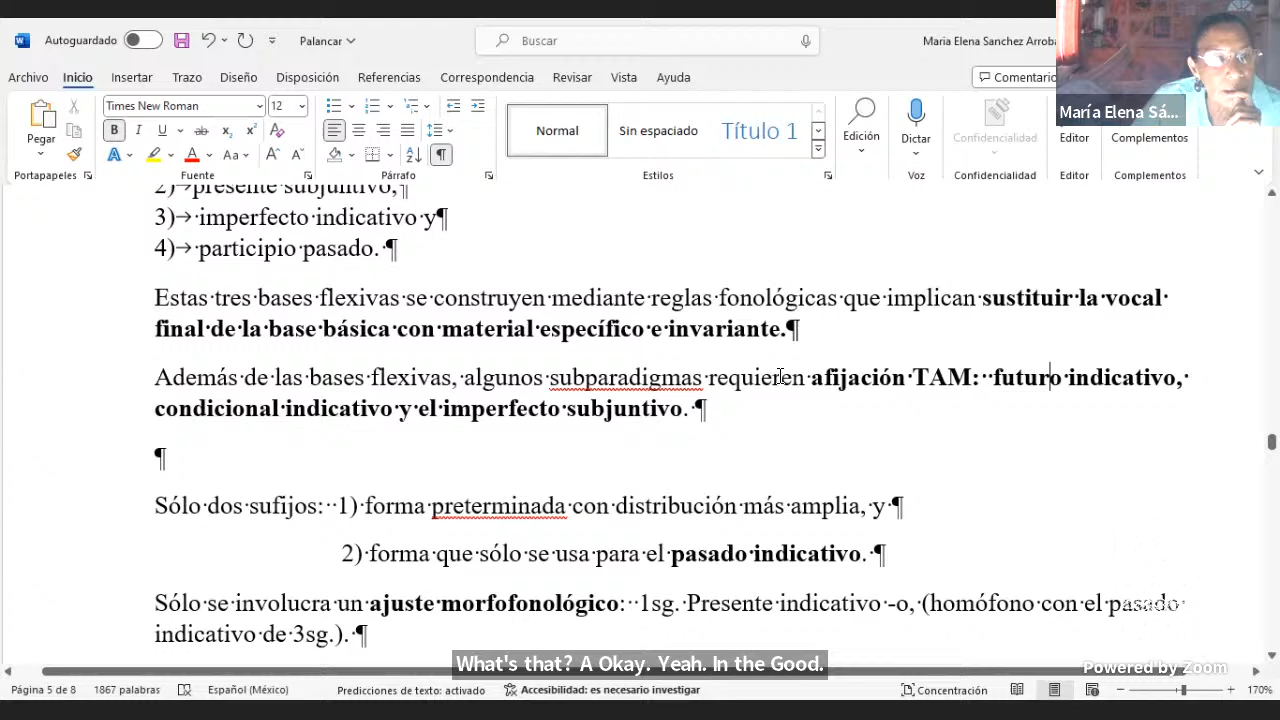 Autoguardado
Palancar
Buscar
Maria Elena Sanchez Arroba
Archivo Inicio Insertar Trazo Diseño Disposición Referencias Correspondencia Revisar Vista Ayuda
Comentario
María Elena Sá...
Times New Roman 12
Pegar
Normal Sin espaciado Título 1
Edición Dictar Confidencialidad Editor Complementos
Portapapeles Fuente Párrafo Estilos Voz Confidencialidad Editor Complementos
2)→presente·subjuntivo,¶
3)→·imperfecto·indicativo·y¶
4)→·participio·pasado.·¶
Estas·tres·bases·flexivas·se·construyen·mediante·reglas·fonológicas·que·implican·sustituir·la·vocal·
final·de·la·base·básica·con·material·específico·e·invariante.¶
Además·de·las·bases·flexivas,·algunos·subparadigmas·requieren·afijación·TAM:··futuro·indicativo,·
condicional·indicativo·y·el·imperfecto·subjuntivo.·¶
¶
Sólo·dos·sufijos:··1)·forma·preterminada·con·distribución·más·amplia,·y·¶
2)·forma·que·sólo·se·usa·para·el·pasado·indicativo.·¶
Sólo·se·involucra·un·ajuste·morfofonológico:··1sg.·Presente·indicativo·-o,·(homófono·con·el·pasado·
indicativo·de·3sg.).·¶
What's that? A Okay. Yeah. In the Good.
Powered by Zoom
Página 5 de 8 1867 palabras Español (México) Predicciones de texto: activado Accesibilidad: es necesario investigar Concentración 170%